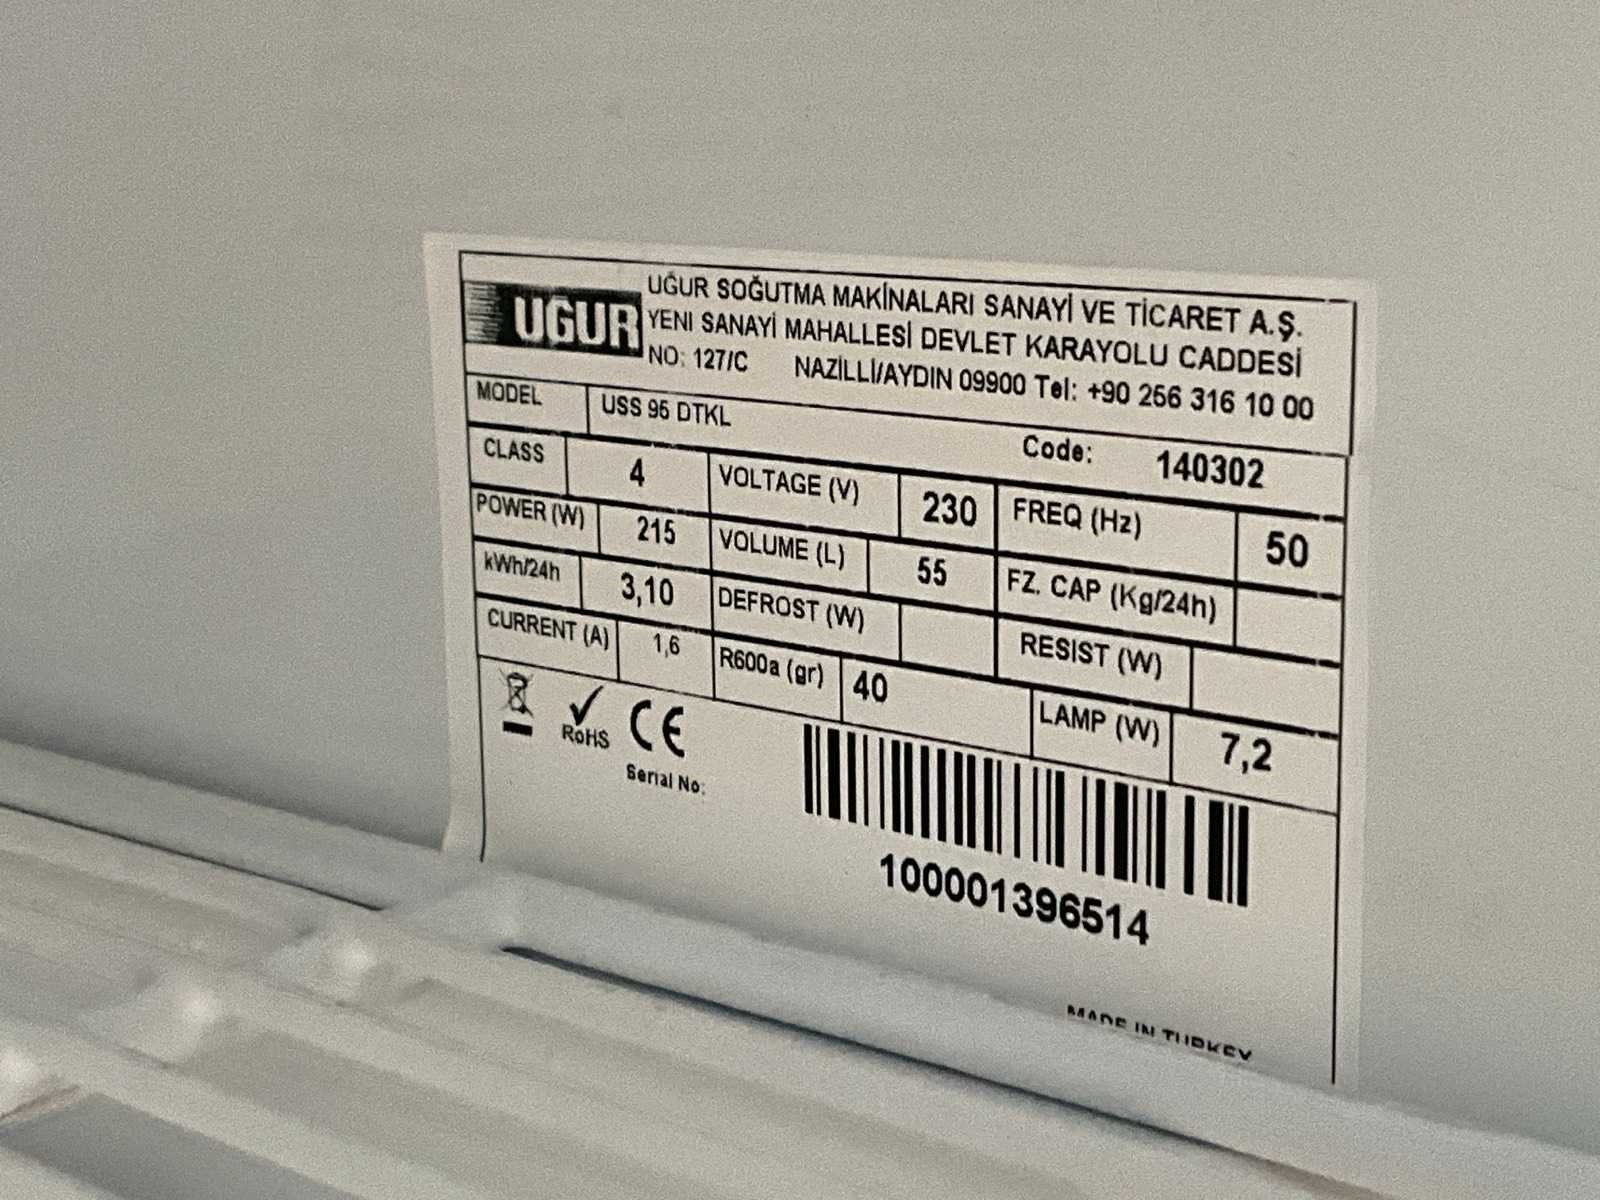 UĞUR
UĞUR SOĞUTMA MAKİNALARI SANAYİ VE TİCARET A.Ş.
YENI SANAYİ MAHALLESİ DEVLET KARAYOLU CADDESİ
NO: 127/C NAZİLLİ/AYDIN 09900 Tel: +90 256 316 10 00
MODEL USS 95 DTKL Code: 140302
CLASS 4 VOLTAGE (V) 230 FREQ (Hz) 50
POWER (W) 215 VOLUME (L) 55 FZ. CAP (Kg/24h)
kWh/24h 3,10 DEFROST (W) RESIST (W)
CURRENT (A) 1,6 R600a (gr) 40 LAMP (W) 7,2
RoHS CE
Serial No:
100001396514
MADE IN TURKEY